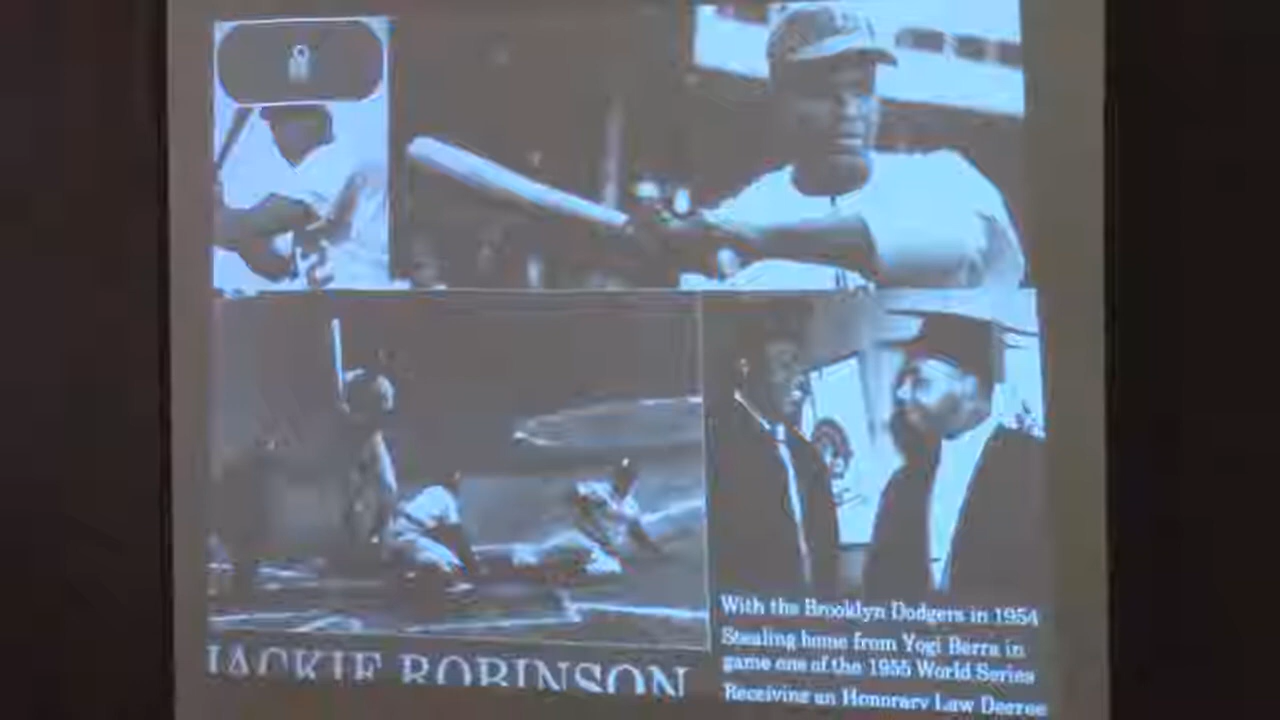 JACKIE ROBINSON
With the Brooklyn Dodgers in 1954
Stealing home from Yogi Berra in
game one of the 1955 World Series
Receiving an Honorary Law Degree